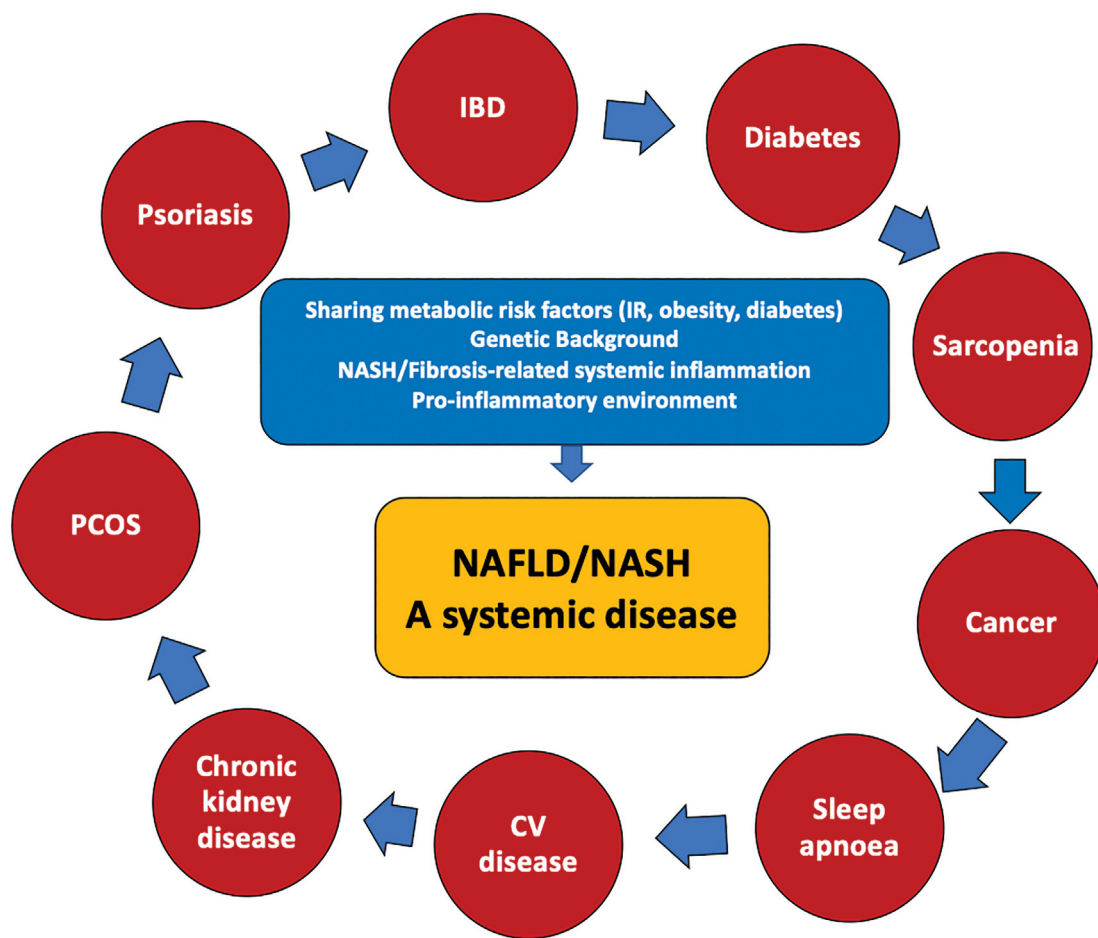 IBD
Diabetes
Psoriasis
Sharing metabolic risk factors (IR, obesity, diabetes)
Genetic Background
NASH/Fibrosis-related systemic inflammation
Pro-inflammatory environment
Sarcopenia
PCOS
NAFLD/NASH
A systemic disease
Cancer
Chronic
kidney
disease
CV
disease
Sleep
apnoea